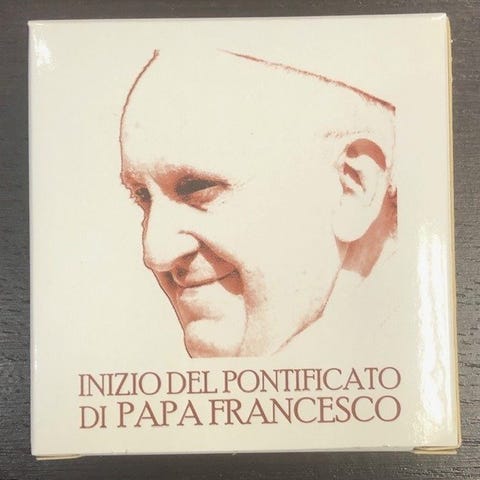 INIZIO DEL PONTIFICATO
DI PAPA FRANCESCO